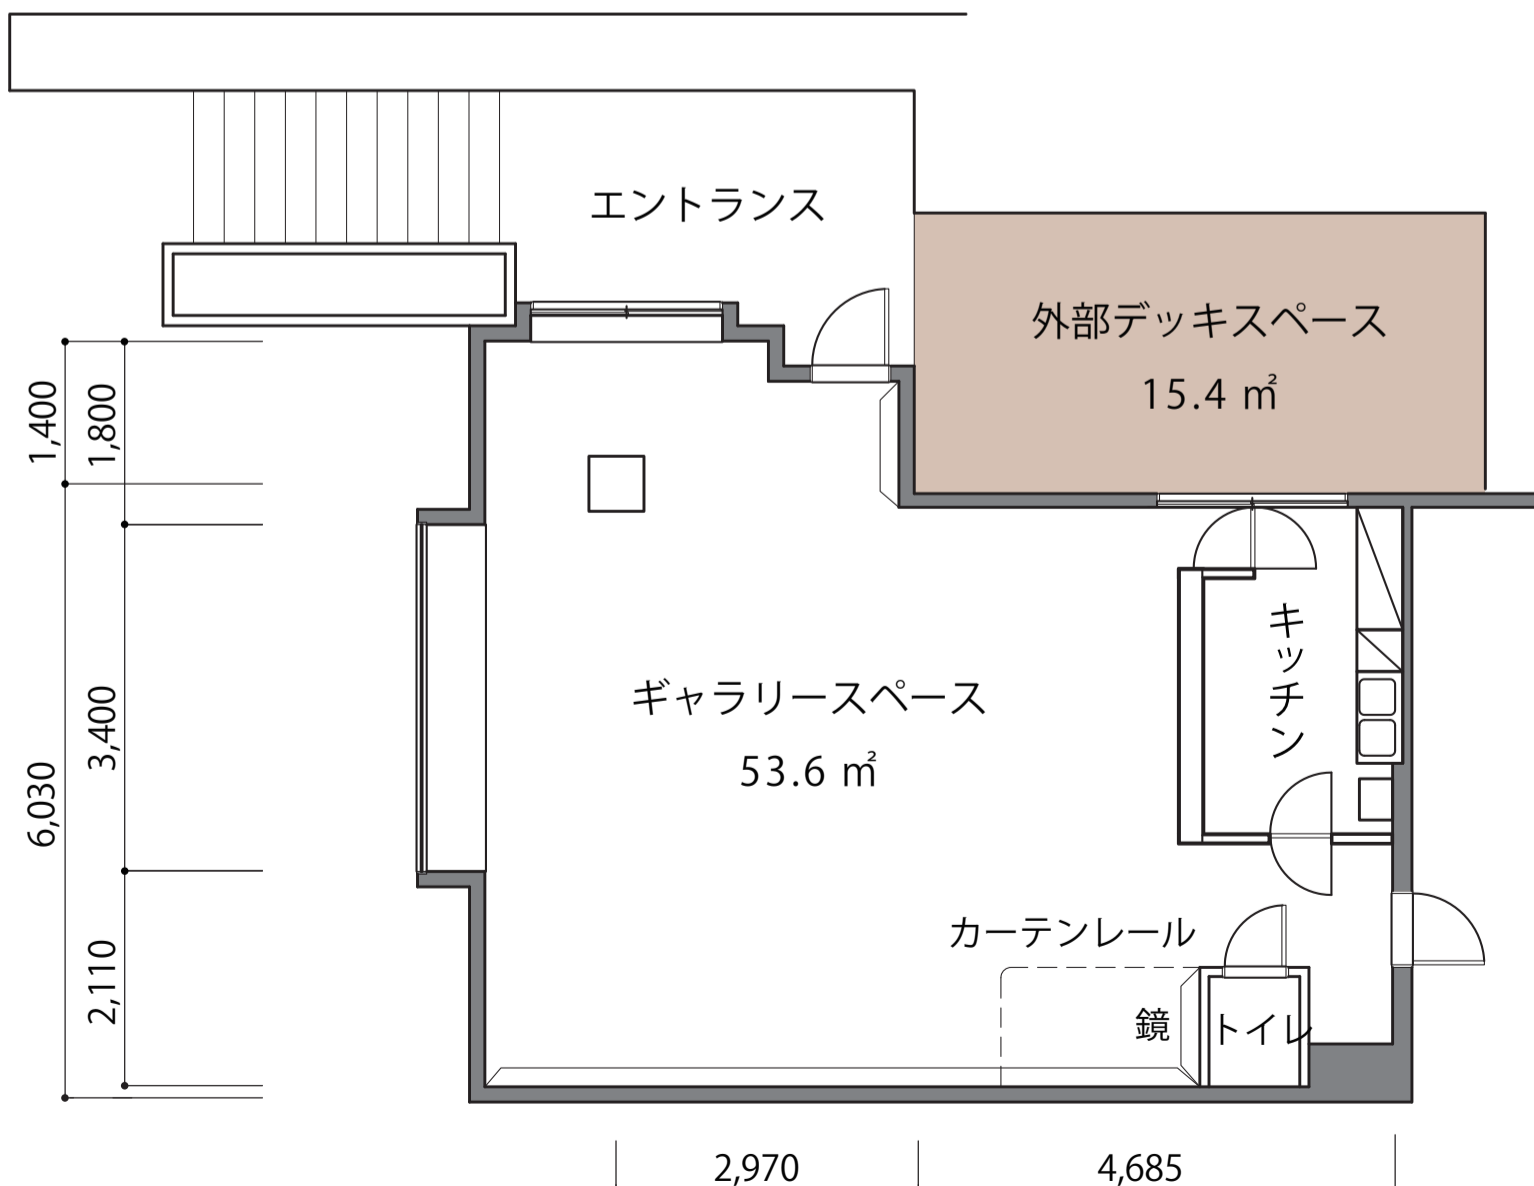 エントランス
外部デッキスペース
15.4 ㎡
1,400
1,800
キッチン
ギャラリースペース
53.6 ㎡
3,400
6,030
カーテンレール
2,110
鏡
トイレ
2,970
4,685